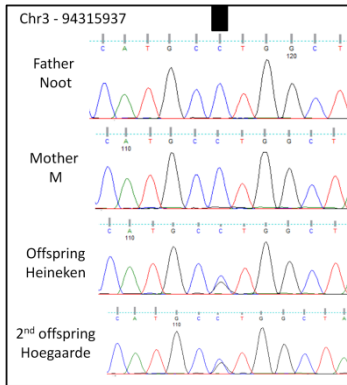 Chr3 - 94315937
C A T G C C T G G C T
120
Father
Noot
C A T G C C T G G C T
110
Mother
M
C A T G C C T G G C T
110
Offspring
Heineken
C A T G C C T G G C T A
110
2nd offspring
Hoegaarde